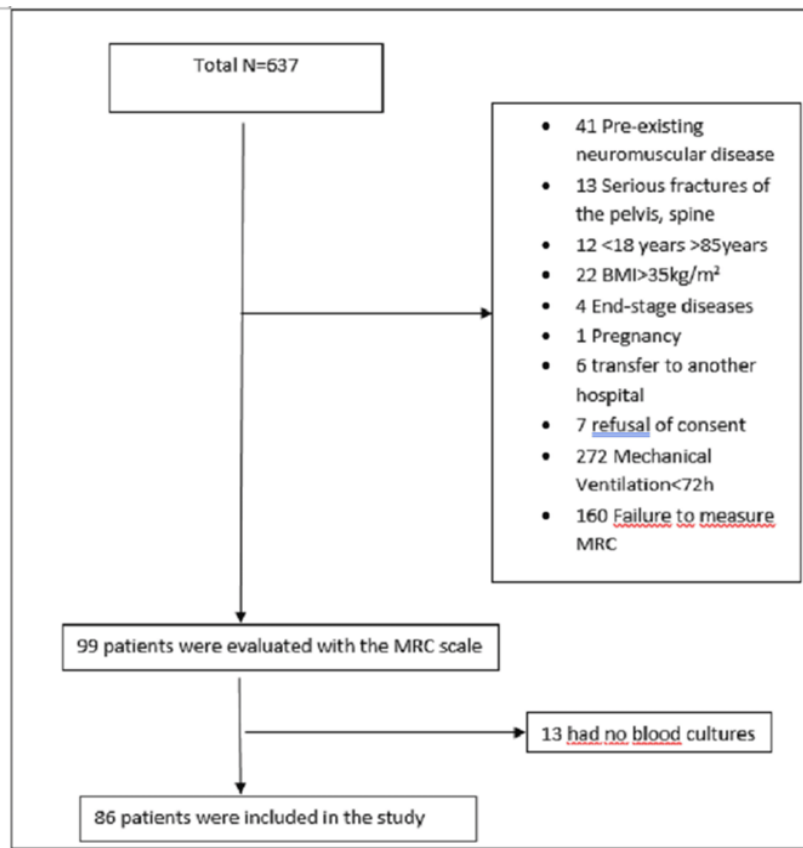 Total N=637
• 41 Pre-existing
neuromuscular disease
• 13 Serious fractures of
the pelvis, spine
• 12 <18 years >85years
• 22 BMI>35kg/m²
• 4 End-stage diseases
• 1 Pregnancy
• 6 transfer to another
hospital
• 7 refusal of consent
• 272 Mechanical
Ventilation<72h
• 160 Failure to measure
MRC
99 patients were evaluated with the MRC scale
13 had no blood cultures
86 patients were included in the study